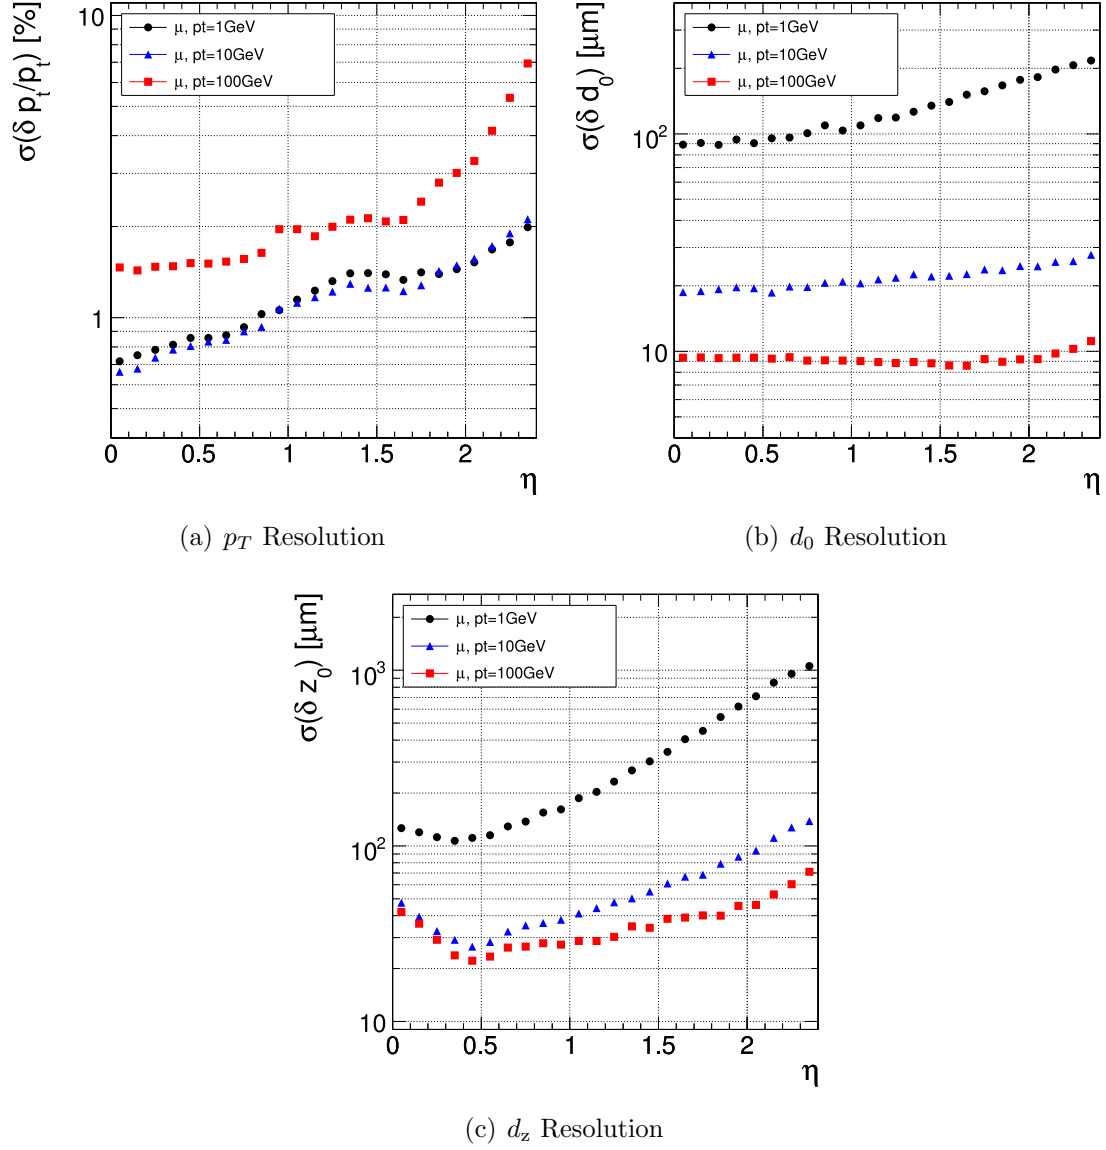 σ(δ p_t/p_t) [%]
10
1
μ, pt=1GeV
μ, pt=10GeV
μ, pt=100GeV
0 0.5 1 1.5 2
η
(a) p_T Resolution
σ(δ d_0) [μm]
10^2
10
μ, pt=1GeV
μ, pt=10GeV
μ, pt=100GeV
0 0.5 1 1.5 2
η
(b) d_0 Resolution
σ(δ z_0) [μm]
10^3
10^2
10
μ, pt=1GeV
μ, pt=10GeV
μ, pt=100GeV
0 0.5 1 1.5 2
η
(c) d_z Resolution